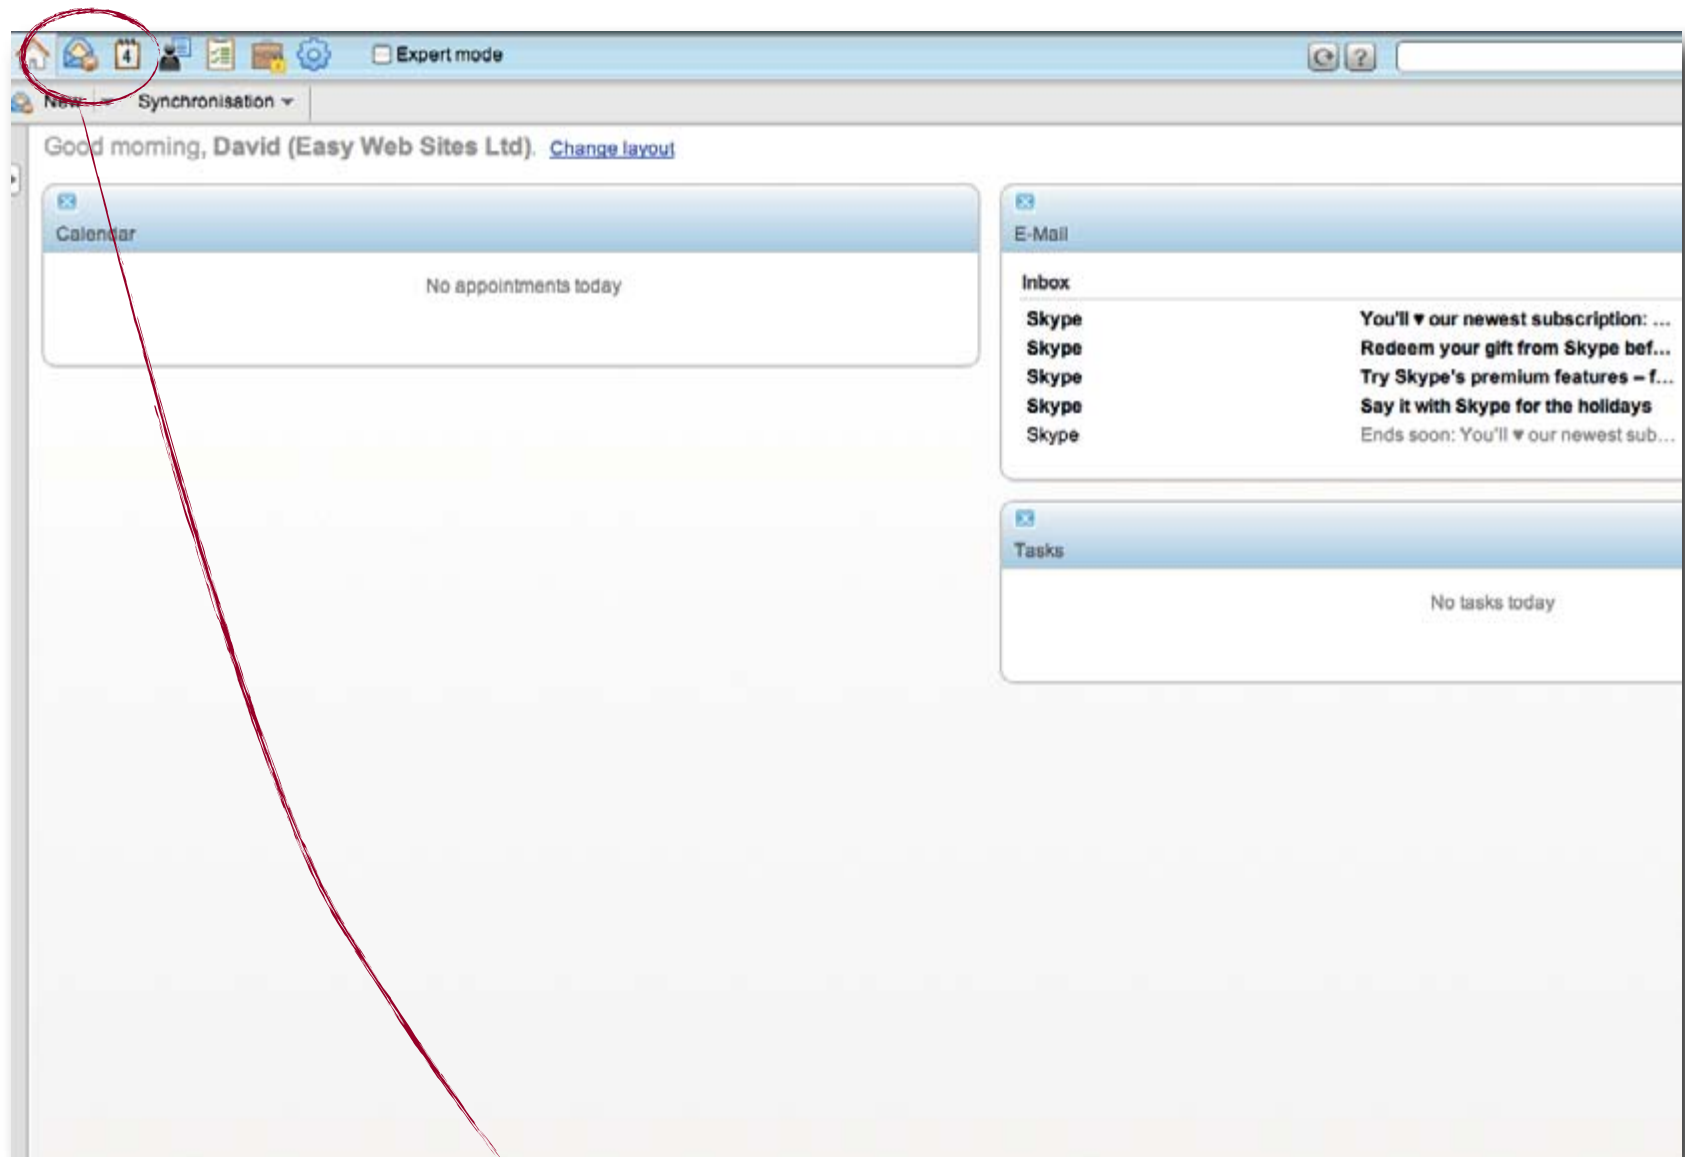 4
Expert mode
?
New
Synchronisation
Good morning, David (Easy Web Sites Ltd). Change layout
Calendar
No appointments today
E-Mail
Inbox
Skype You'll ♥ our newest subscription: ...
Skype Redeem your gift from Skype bef...
Skype Try Skype's premium features – f...
Skype Say it with Skype for the holidays
Skype Ends soon: You'll ♥ our newest sub...
Tasks
No tasks today